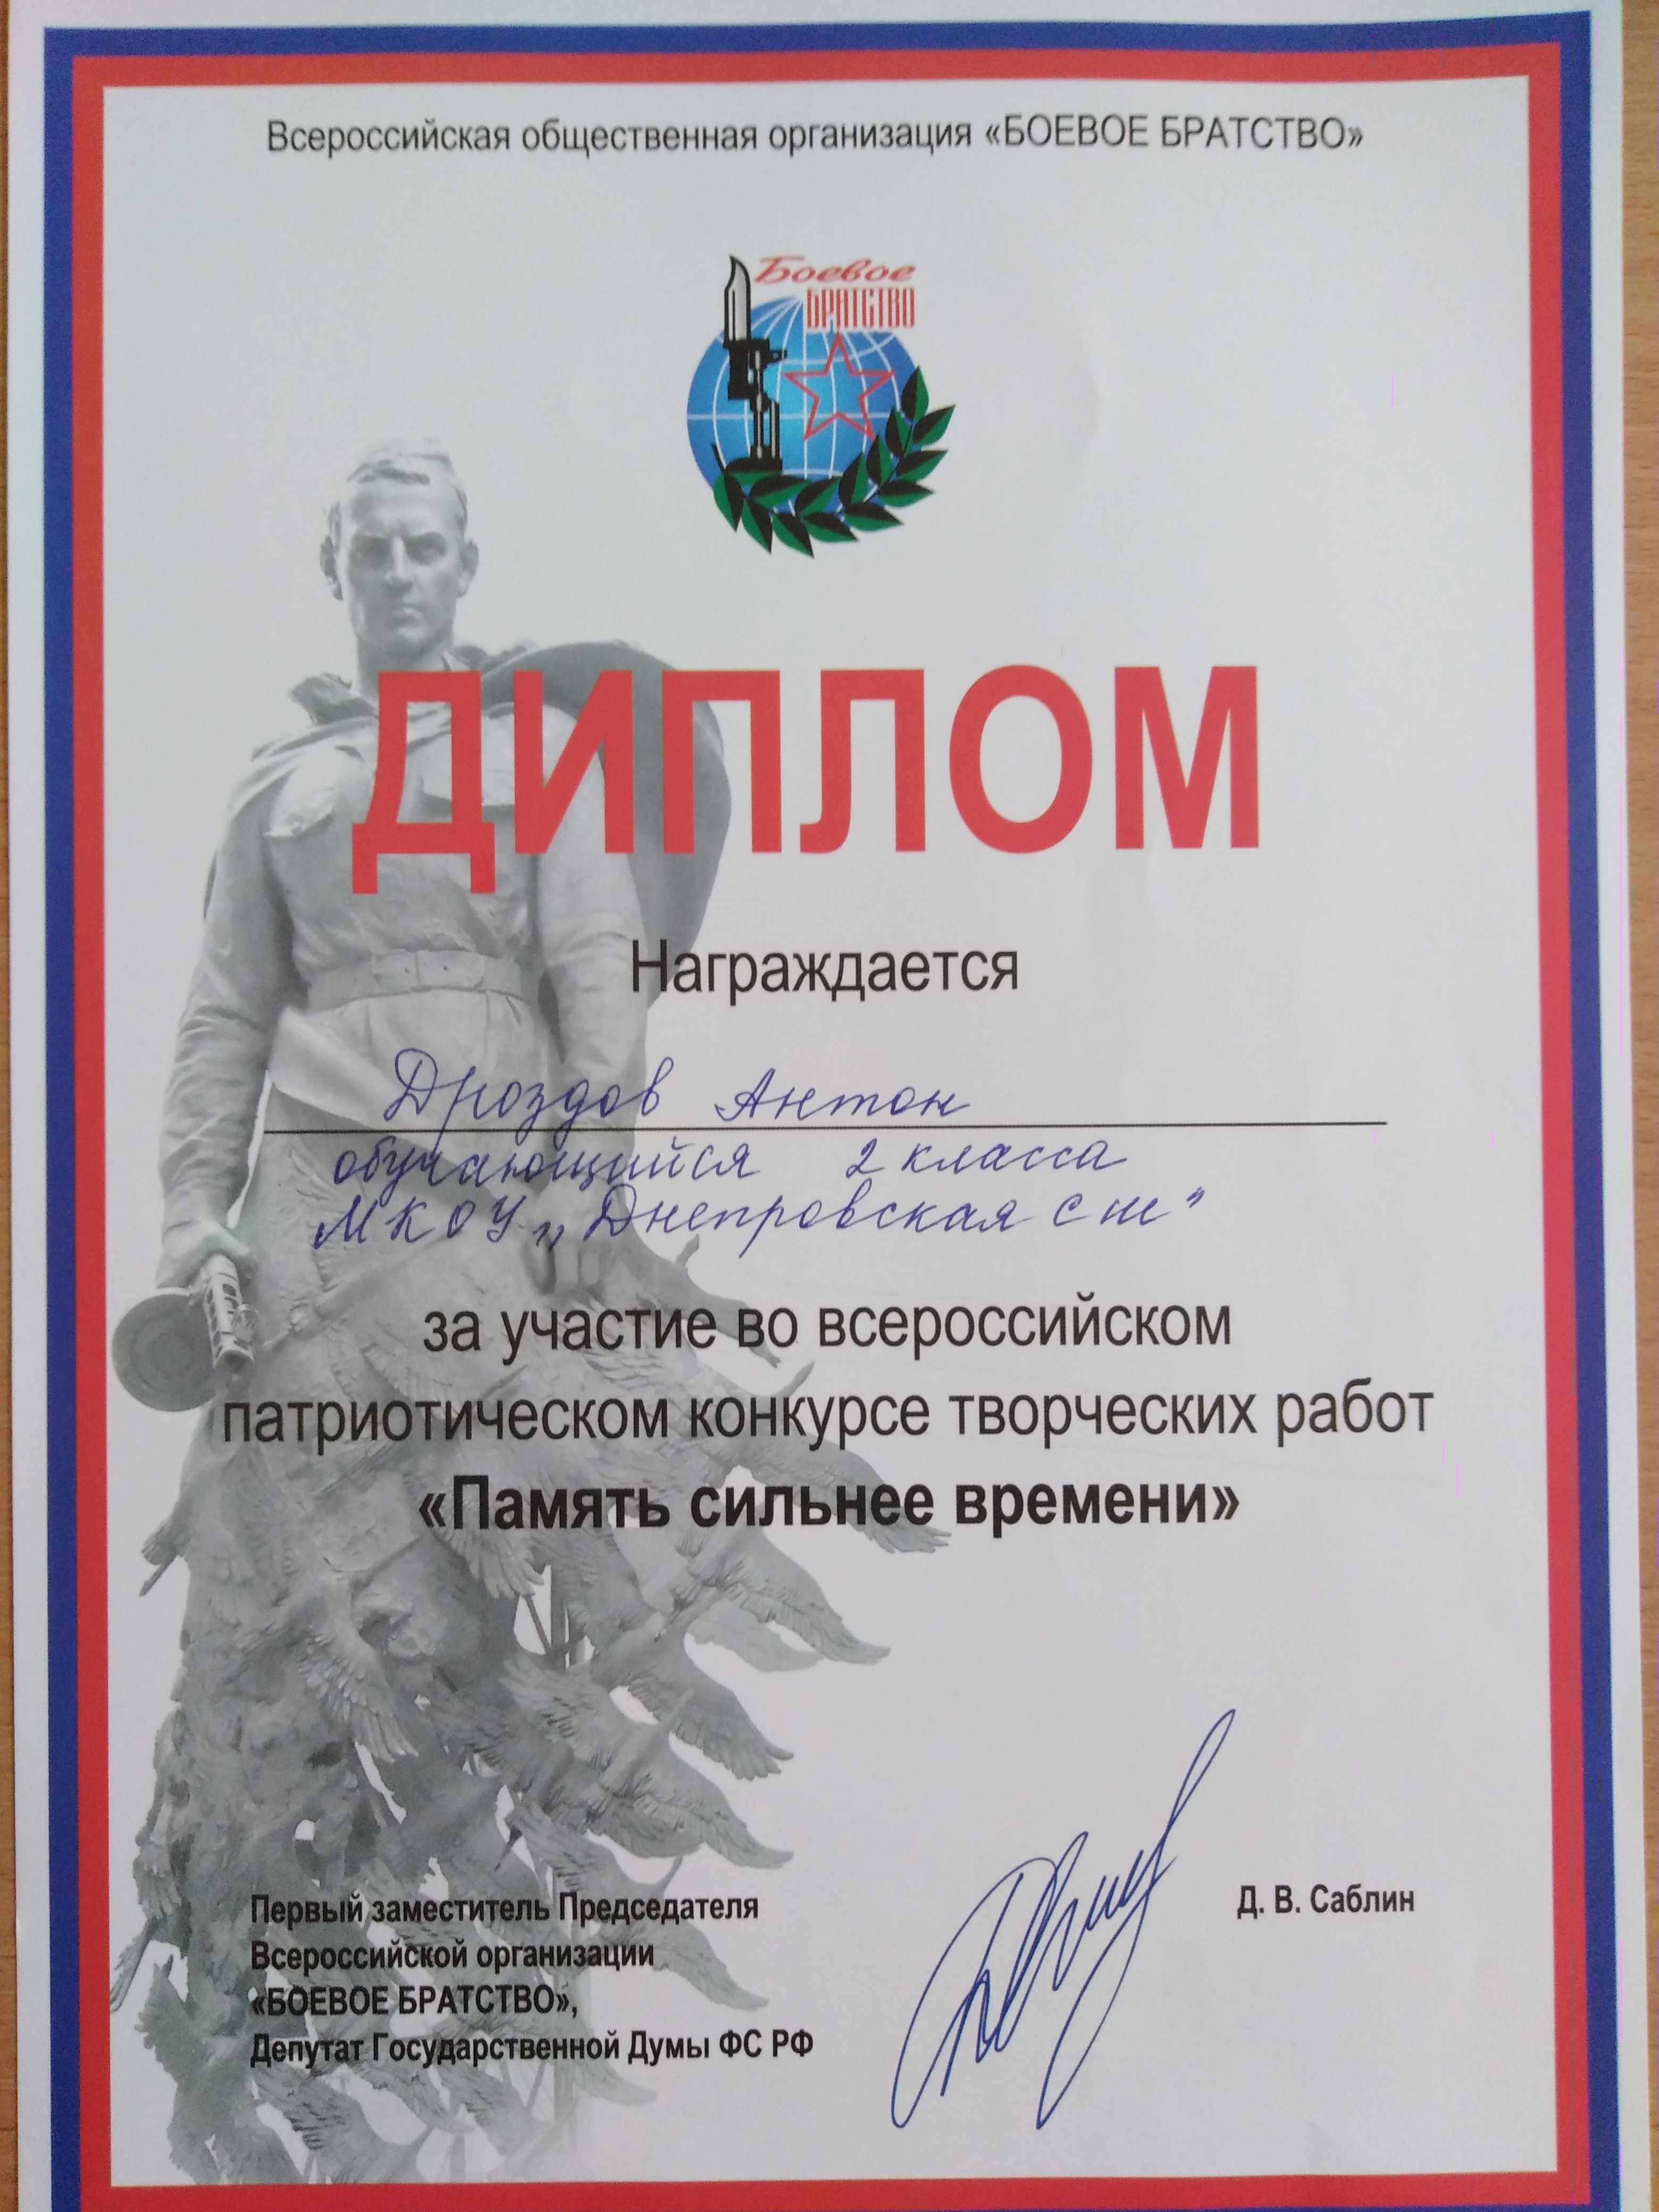 Всероссийская общественная организация «БОЕВОЕ БРАТСТВО»
Боевое
БРАТСТВО
ДИПЛОМ
Награждается
Дроздов Антон
обучающийся 2 класса
МКОУ „Днепровская сш"
за участие во всероссийском
патриотическом конкурсе творческих работ
«Память сильнее времени»
Первый заместитель Председателя
Всероссийской организации
«БОЕВОЕ БРАТСТВО»,
Депутат Государственной Думы ФС РФ
Д. В. Саблин